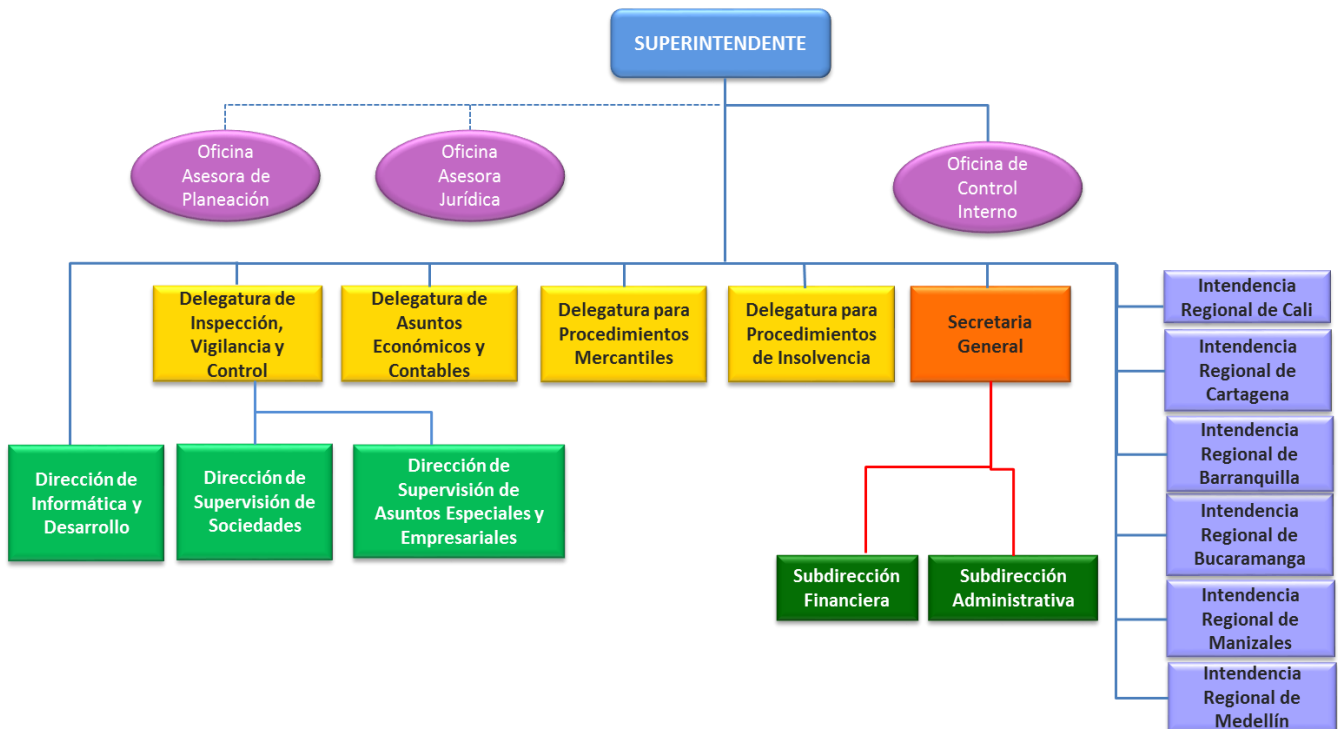 SUPERINTENDENTE
Oficina
Asesora de
Planeación
Oficina
Asesora
Jurídica
Oficina de
Control
Interno
Delegatura de
Inspección,
Vigilancia y
Control
Delegatura de
Asuntos
Económicos y
Contables
Delegatura para
Procedimientos
Mercantiles
Delegatura para
Procedimientos
de Insolvencia
Secretaria
General
Intendencia
Regional de Cali
Intendencia
Regional de
Cartagena
Intendencia
Regional de
Barranquilla
Intendencia
Regional de
Bucaramanga
Intendencia
Regional de
Manizales
Intendencia
Regional de
Medellín
Dirección de
Informática y
Desarrollo
Dirección de
Supervisión de
Sociedades
Dirección de
Supervisión de
Asuntos Especiales y
Empresariales
Subdirección
Financiera
Subdirección
Administrativa